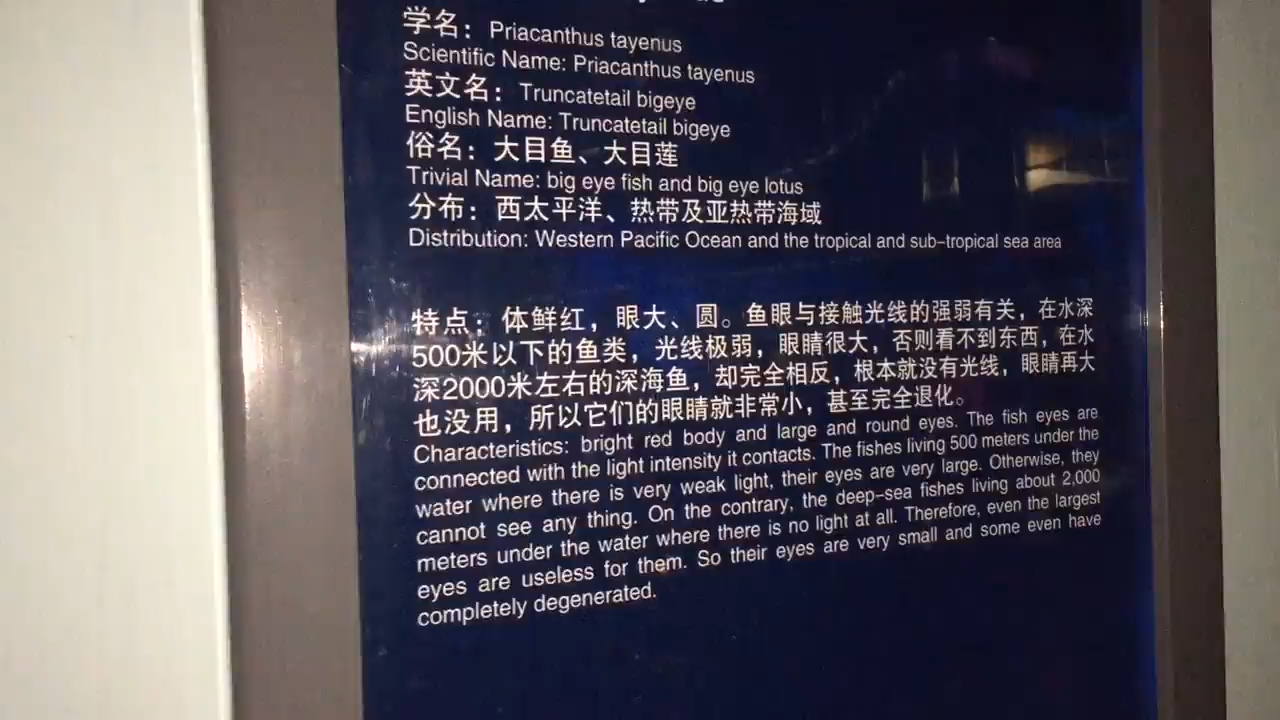 学名：Priacanthus tayenus
Scientific Name: Priacanthus tayenus
英文名：Truncatetail bigeye
English Name: Truncatetail bigeye
俗名：大目鱼、大目莲
Trivial Name: big eye fish and big eye lotus
分布：西太平洋、热带及亚热带海域
Distribution: Western Pacific Ocean and the tropical and sub-tropical sea area
特点：体鲜红，眼大、圆。鱼眼与接触光线的强弱有关，在水深
500米以下的鱼类，光线极弱，眼睛很大，否则看不到东西，在水
深2000米左右的深海鱼，却完全相反，根本就没有光线，眼睛再大
也没用，所以它们的眼睛就非常小，甚至完全退化。
Characteristics: bright red body and large and round eyes. The fish eyes are
connected with the light intensity it contacts. The fishes living 500 meters under the
water where there is very weak light, their eyes are very large. Otherwise, they
cannot see any thing. On the contrary, the deep-sea fishes living about 2,000
meters under the water where there is no light at all. Therefore, even the largest
eyes are useless for them. So their eyes are very small and some even have
completely degenerated.